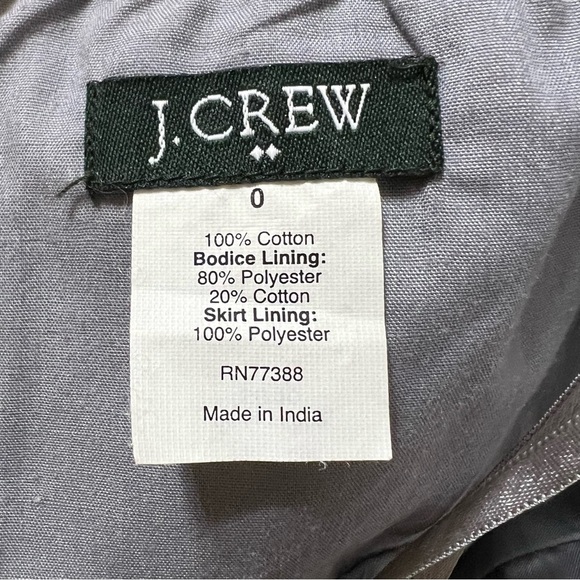 J.CREW
0
100% Cotton
Bodice Lining:
80% Polyester
20% Cotton
Skirt Lining:
100% Polyester
RN77388
Made in India